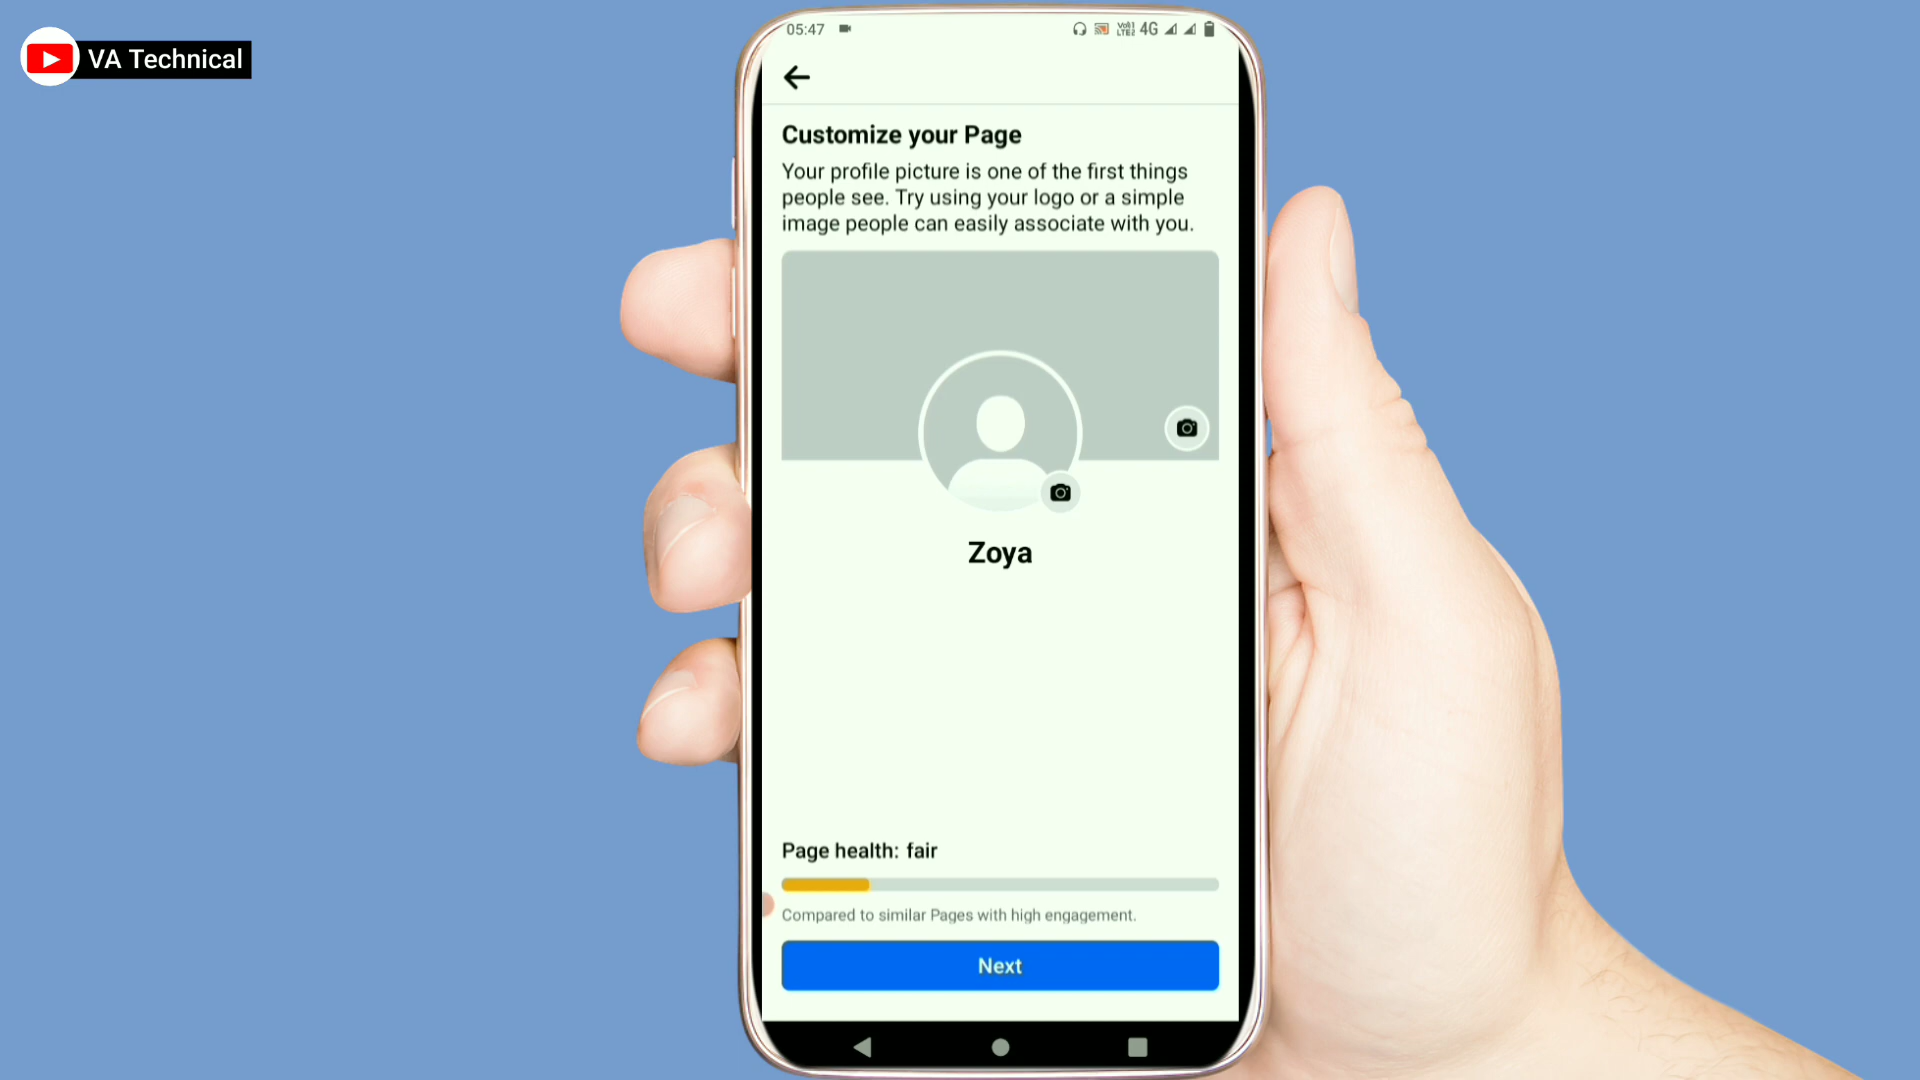 VA Technical
05:47
4G
Customize your Page
Your profile picture is one of the first things
people see. Try using your logo or a simple
image people can easily associate with you.
Zoya
Page health: fair
Compared to similar Pages with high engagement.
Next